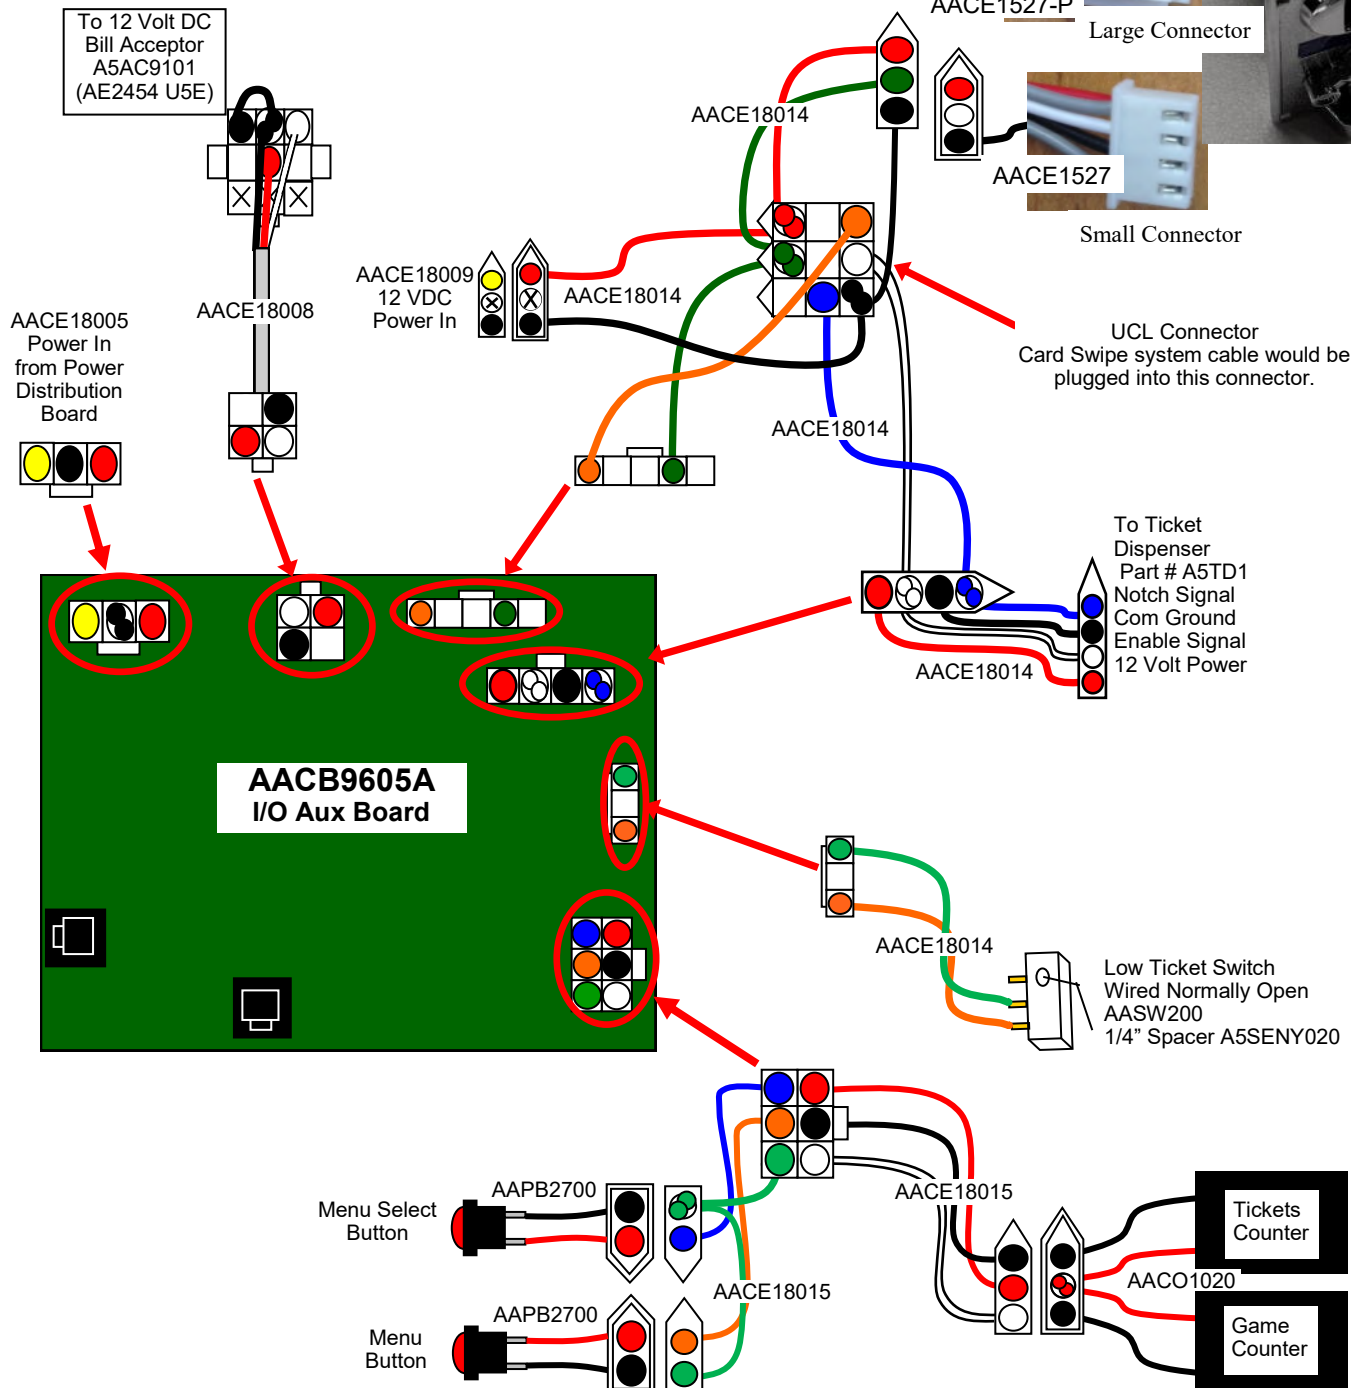 To 12 Volt DC
Bill Acceptor
A5AC9101
(AE2454 U5E)
AACE1527-P
Large Connector
AACE18014
AACE1527
Small Connector
AACE18009
12 VDC
Power In
AACE18014
AACE18008
AACE18005
Power In
from Power
Distribution
Board
UCL Connector
Card Swipe system cable would be
plugged into this connector.
AACE18014
To Ticket
Dispenser
Part # A5TD1
Notch Signal
Com Ground
Enable Signal
12 Volt Power
AACE18014
AACB9605A
I/O Aux Board
AACE18014
Low Ticket Switch
Wired Normally Open
AASW200
1/4” Spacer A5SENY020
Menu Select
Button
AAPB2700
AACE18015
Tickets
Counter
AACO1020
AACE18015
Menu
Button
AAPB2700
Game
Counter